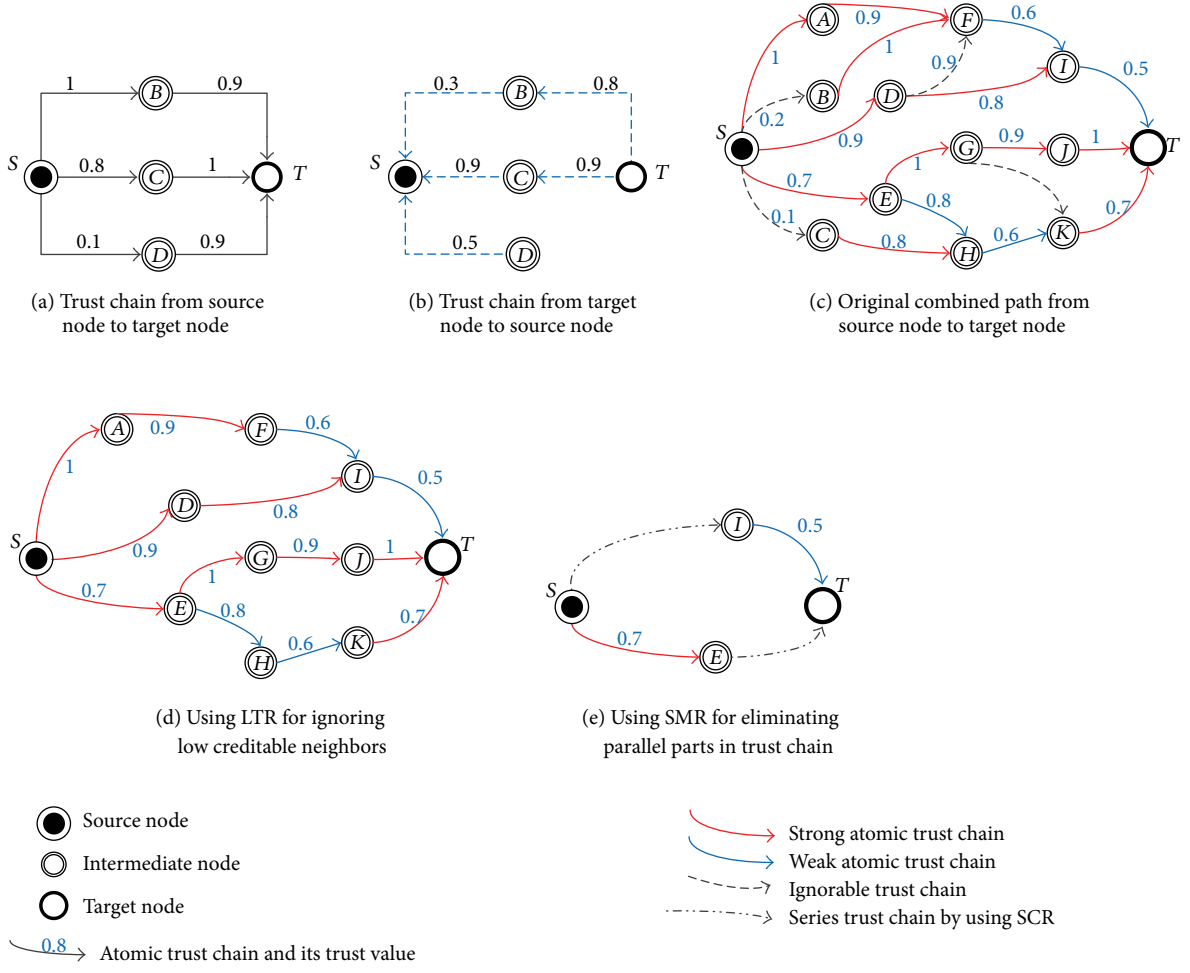 1
B
0.9
S
0.8
C
1
T
0.1
D
0.9
(a) Trust chain from source
node to target node
0.3
B
0.8
S
0.9
C
0.9
T
0.5
D
(b) Trust chain from target
node to source node
A
0.9
F
0.6
1
1
0.9
I
0.5
B
D
0.2
0.8
S
0.9
G
0.9
J
1
T
1
0.7
E
0.8
K
0.7
0.1
C
0.8
H
0.6
(c) Original combined path from
source node to target node
A
0.9
F
0.6
1
I
0.5
D
0.8
S
0.9
G
0.9
J
1
T
0.7
1
E
0.8
0.7
0.6
K
H
(d) Using LTR for ignoring
low creditable neighbors
I
0.5
S
T
0.7
E
(e) Using SMR for eliminating
parallel parts in trust chain
Source node
Intermediate node
Target node
0.8
Atomic trust chain and its trust value
Strong atomic trust chain
Weak atomic trust chain
Ignorable trust chain
Series trust chain by using SCR